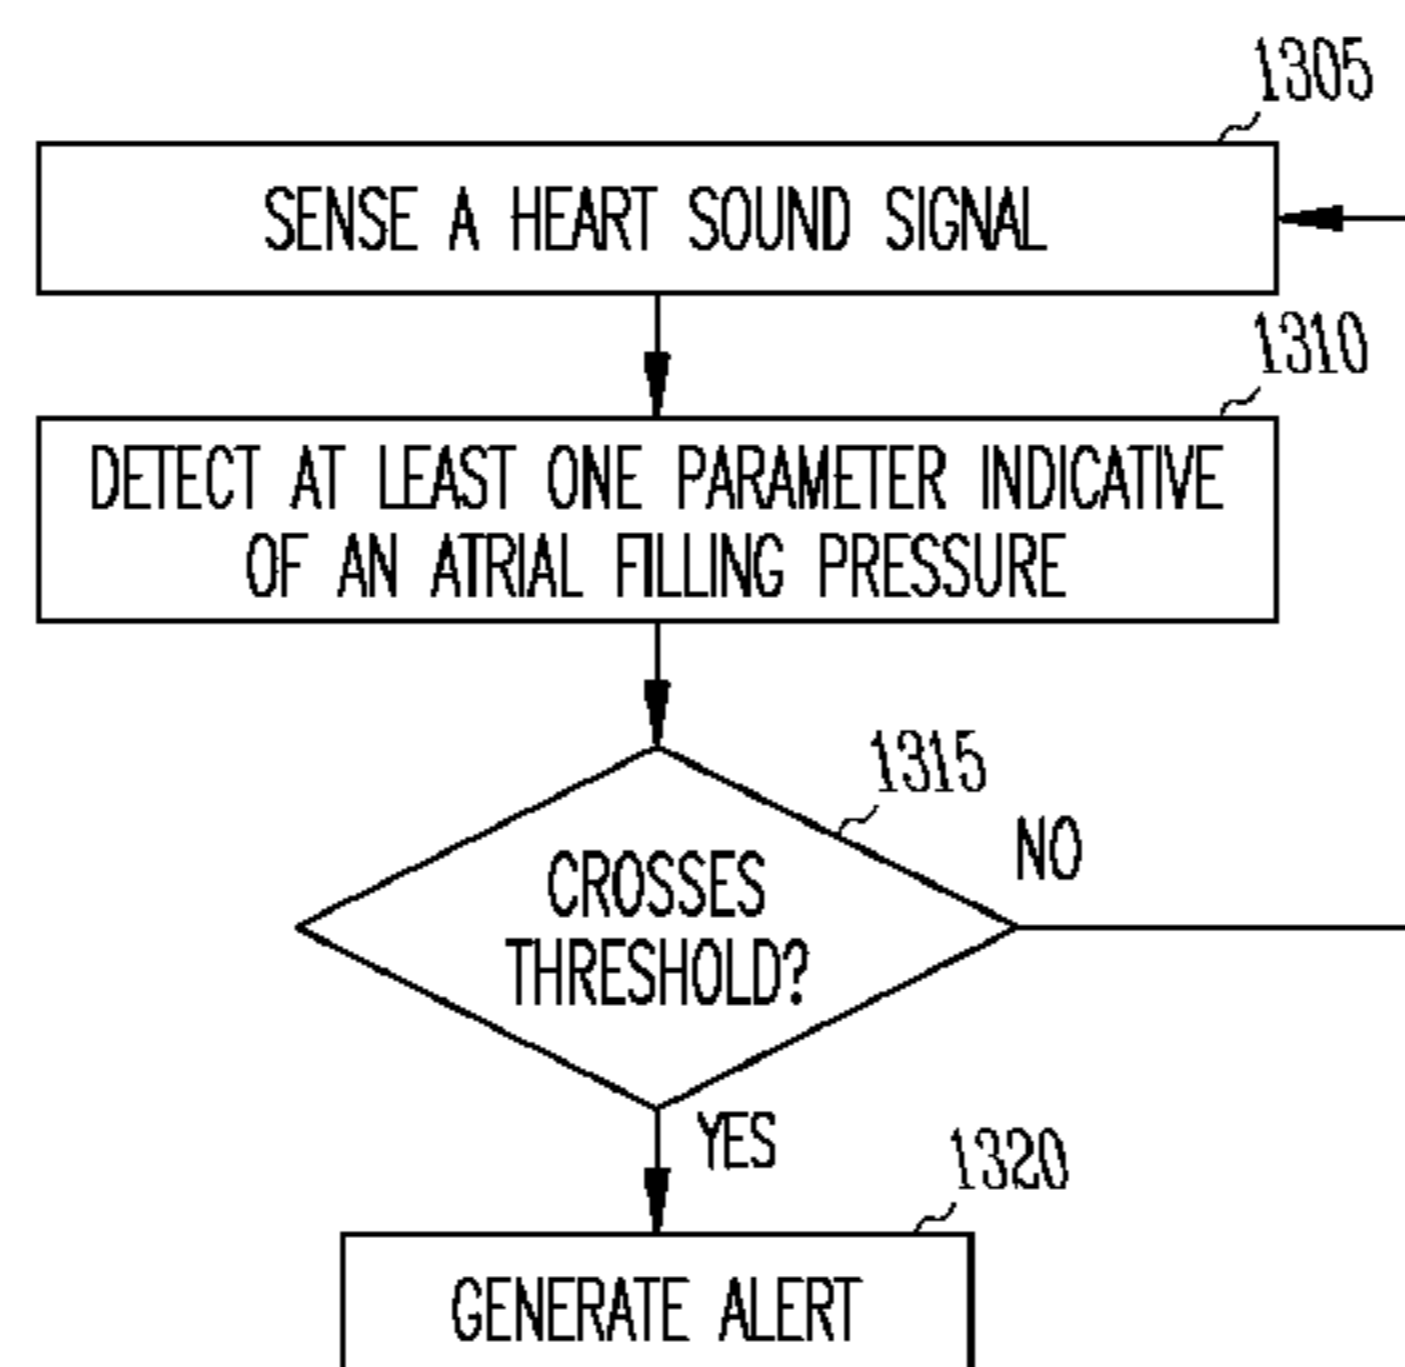 1305
SENSE A HEART SOUND SIGNAL
1310
DETECT AT LEAST ONE PARAMETER INDICATIVE
OF AN ATRIAL FILLING PRESSURE
1315
NO
CROSSES
THRESHOLD?
YES
1320
GENERATE ALERT